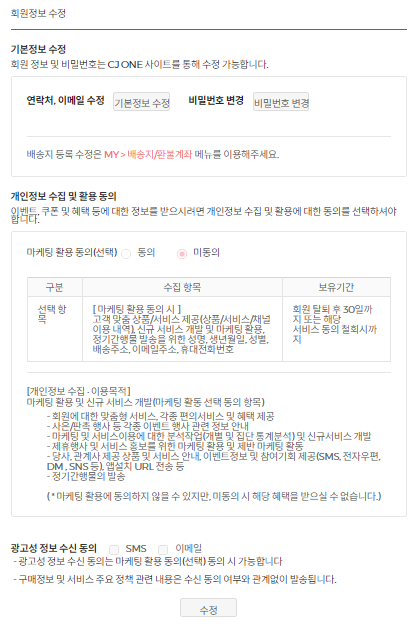 회원정보 수정
기본정보 수정
회원 정보 및 비밀번호는 CJ ONE 사이트를 통해 수정 가능합니다.
연락처, 이메일 수정 기본정보 수정 비밀번호 변경 비밀번호 변경
배송지 등록 수정은 MY > 배송지/환불계좌 메뉴를 이용해주세요.
개인정보 수집 및 활용 동의
이벤트, 쿠폰 및 혜택 등에 대한 정보를 받으시려면 개인정보 수집 및 활용에 대한 동의를 선택하셔야
합니다.
마케팅 활용 동의(선택) 동의 미동의
구분 수집 항목 보유기간
선택 항
목
[ 마케팅 활용 동의 시 ]
고객 맞춤 상품/서비스 제공(상품/서비스/채널
이용 내역), 신규 서비스 개발 및 마케팅 활용,
정기간행물 발송을 위한 성명, 생년월일, 성별,
배송주소, 이메일주소, 휴대전화번호
회원 탈퇴 후 30일까
지 또는 해당
서비스 동의 철회시까
지
[개인정보 수집 · 이용목적]
마케팅 및 신규 서비스 개발(마케팅 활동 선택 동의 항목)
- 회원에 대한 맞춤형 서비스, 각종 편의서비스 및 혜택 제공
- 사은/판촉 행사 등 각종 이벤트 행사 관련 정보 안내
- 마케팅 및 서비스이용에 대한 분석작업(개별 및 집단 통계분석) 및 신규서비스 개발
- 제휴행사 및 서비스 홍보를 위한 마케팅 활용 및 제반 마케팅 활동
- 당사, 관계사 제공 상품 및 서비스 안내, 이벤트정보 및 참여기회 제공(SMS, 전자우편,
DM , SNS 등), 앱설치 URL 전송 등
- 정기간행물의 발송
( * 마케팅 활용에 동의하지 않을 수 있지만, 미동의 시 해당 혜택을 받으실 수 없습니다.)
광고성 정보 수신 동의 SMS 이메일
- 광고성 정보 수신 동의는 마케팅 활용 동의(선택) 동의 시 가능합니다
- 구매정보 및 서비스 주요 정책 관련 내용은 수신 동의 여부와 관계없이 발송됩니다.
수정